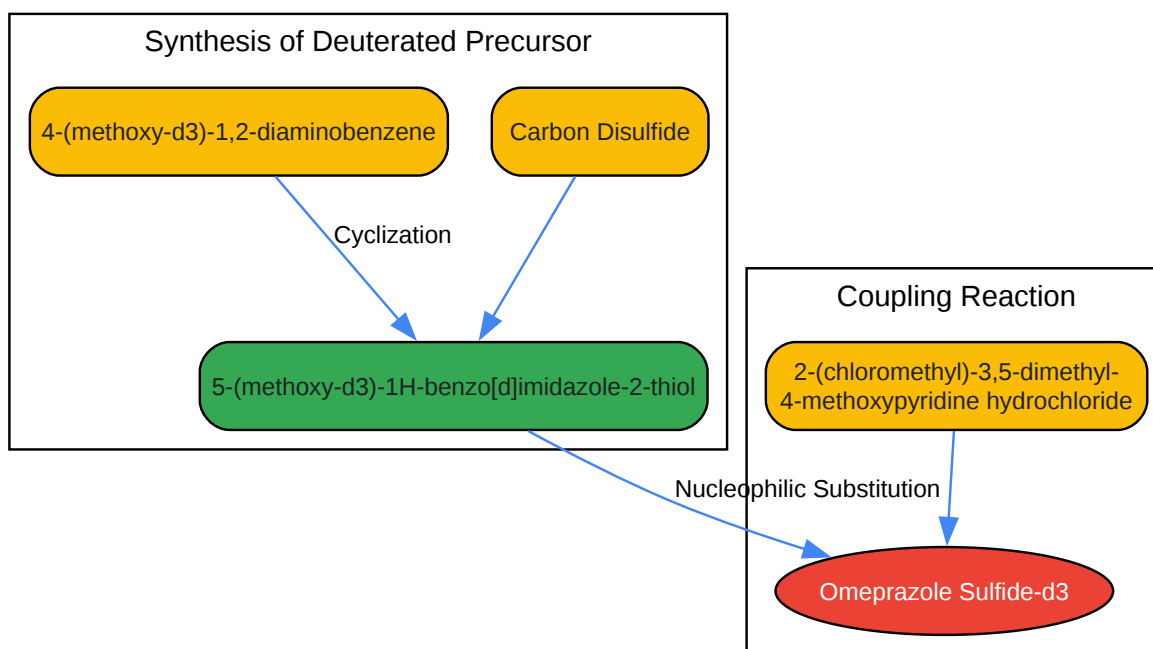 Synthesis of Deuterated Precursor
4-(methoxy-d3)-1,2-diaminobenzene
Carbon Disulfide
Cyclization
5-(methoxy-d3)-1H-benzo[d]imidazole-2-thiol
Coupling Reaction
2-(chloromethyl)-3,5-dimethyl-
4-methoxypyridine hydrochloride
Nucleophilic Substitution
Omeprazole Sulfide-d3